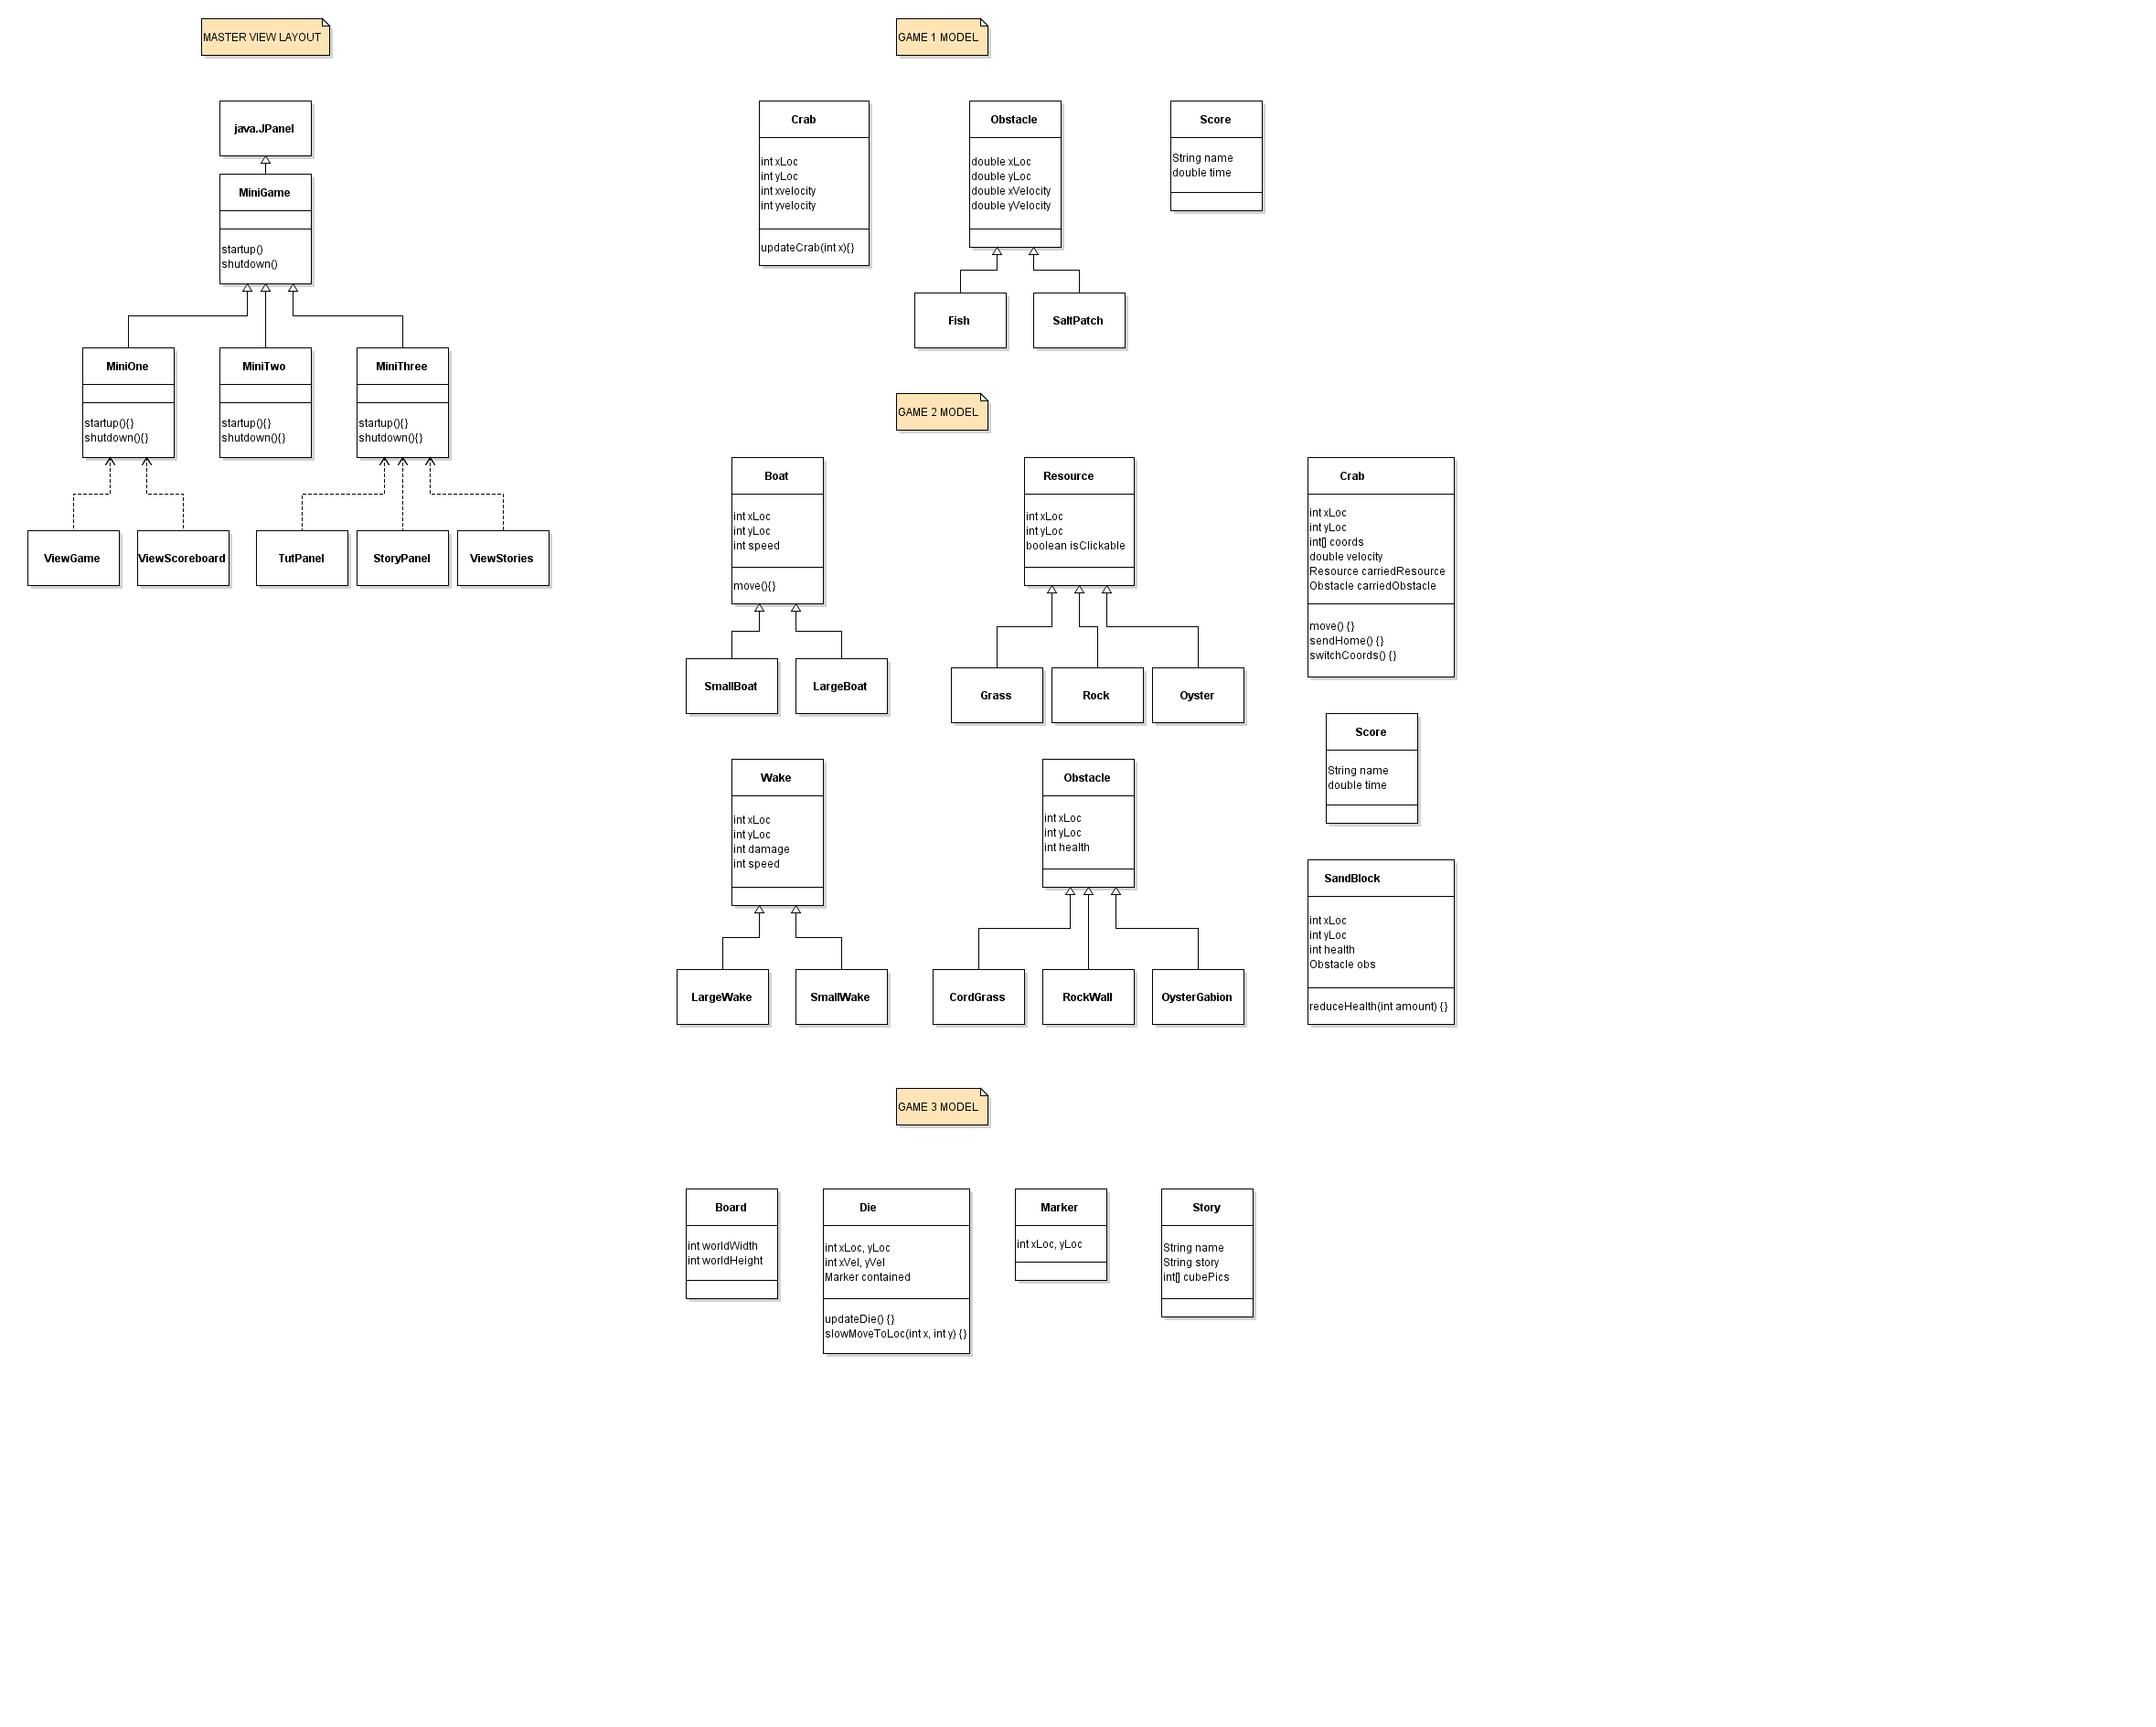 MASTER VIEW LAYOUT
java.JPanel
MiniGame
startup()
shutdown()
MiniOne
startup(){}
shutdown(){}
MiniTwo
startup(){}
shutdown(){}
MiniThree
startup(){}
shutdown(){}
ViewGame
ViewScoreboard
TutPanel
StoryPanel
ViewStories
GAME 1 MODEL
Crab
int xLoc
int yLoc
int xvelocity
int yvelocity
updateCrab(int x){}
Obstacle
double xLoc
double yLoc
double xVelocity
double yVelocity
Score
String name
double time
Fish
SaltPatch
GAME 2 MODEL
Boat
int xLoc
int yLoc
int speed
move(){}
SmallBoat
LargeBoat
Resource
int xLoc
int yLoc
boolean isClickable
Grass
Rock
Oyster
Crab
int xLoc
int yLoc
int[] coords
double velocity
Resource carriedResource
Obstacle carriedObstacle
move() {}
sendHome() {}
switchCoords() {}
Score
String name
double time
Wake
int xLoc
int yLoc
int damage
int speed
LargeWake
SmallWake
Obstacle
int xLoc
int yLoc
int health
CordGrass
RockWall
OysterGabion
SandBlock
int xLoc
int yLoc
int health
Obstacle obs
reduceHealth(int amount) {}
GAME 3 MODEL
Board
int worldWidth
int worldHeight
Die
int xLoc, yLoc
int xVel, yVel
Marker contained
updateDie() {}
slowMoveToLoc(int x, int y) {}
Marker
int xLoc, yLoc
Story
String name
String story
int[] cubePics